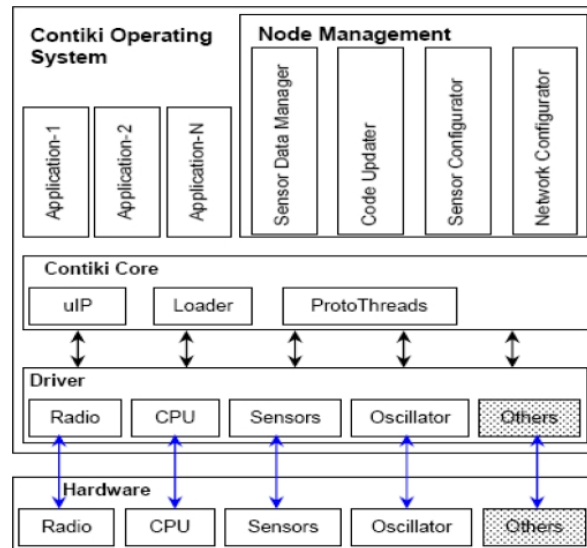 Contiki Operating
System
Node Management
Application-1
Application-2
Application-N
Sensor Data Manager
Code Updater
Sensor Configurator
Network Configurator
Contiki Core
uIP
Loader
ProtoThreads
Driver
Radio
CPU
Sensors
Oscillator
Others
Hardware
Radio
CPU
Sensors
Oscillator
Others